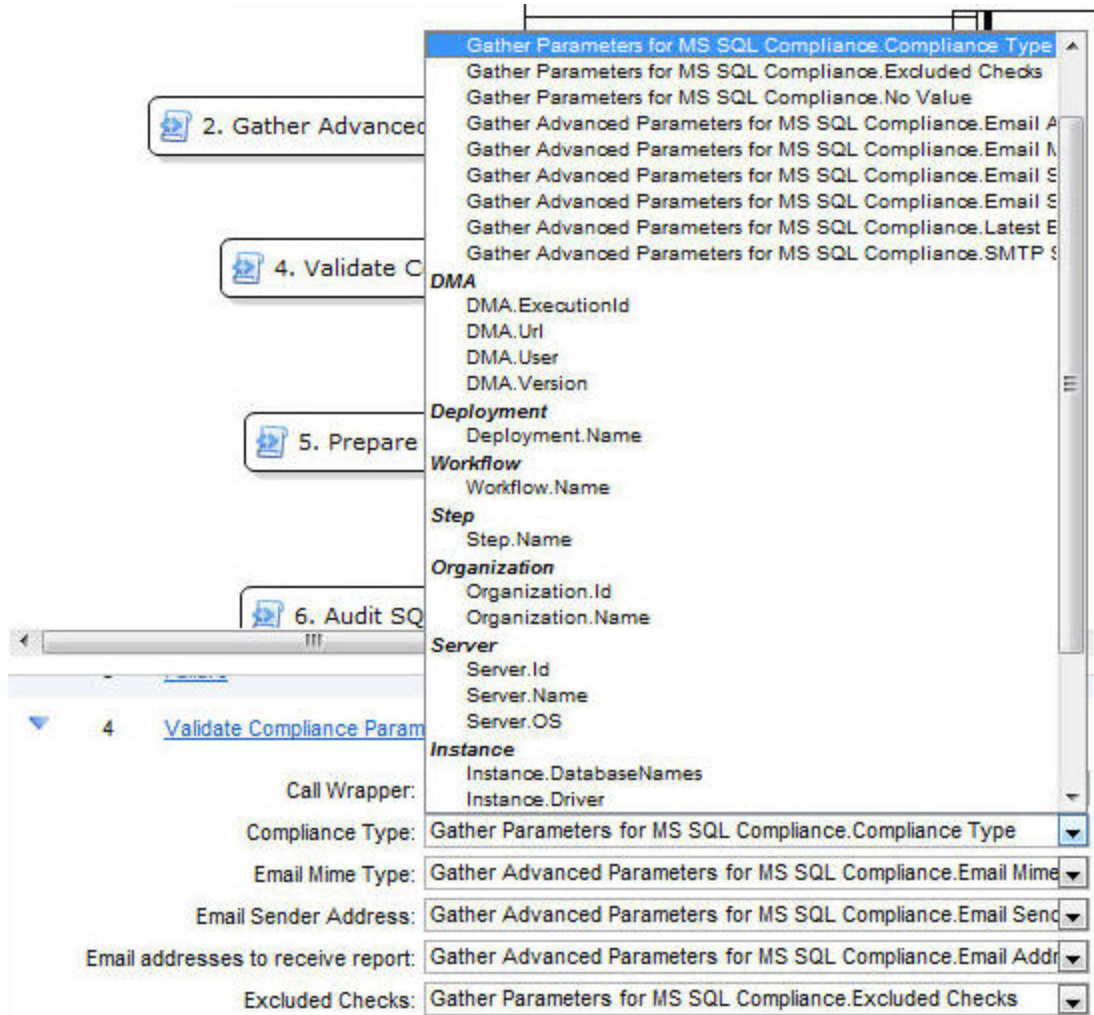 Gather Parameters for MS SQL Compliance.Compliance Type
Gather Parameters for MS SQL Compliance.Excluded Checks
Gather Parameters for MS SQL Compliance.No Value
2. Gather Advanced
Gather Advanced Parameters for MS SQL Compliance.Email A
Gather Advanced Parameters for MS SQL Compliance.Email M
Gather Advanced Parameters for MS SQL Compliance.Email S
Gather Advanced Parameters for MS SQL Compliance.Email S
Gather Advanced Parameters for MS SQL Compliance.Latest E
Gather Advanced Parameters for MS SQL Compliance.SMTP S
4. Validate C
DMA
DMA.ExecutionId
DMA.Url
DMA.User
DMA.Version
Deployment
Deployment.Name
5. Prepare
Workflow
Workflow.Name
Step
Step.Name
Organization
Organization.Id
Organization.Name
6. Audit SQ
Server
Server.Id
Server.Name
Server.OS
4 Validate Compliance Param
Instance
Instance.DatabaseNames
Instance.Driver
Call Wrapper:
Compliance Type: Gather Parameters for MS SQL Compliance.Compliance Type
Email Mime Type: Gather Advanced Parameters for MS SQL Compliance.Email Mime
Email Sender Address: Gather Advanced Parameters for MS SQL Compliance.Email Senc
Email addresses to receive report: Gather Advanced Parameters for MS SQL Compliance.Email Addr
Excluded Checks: Gather Parameters for MS SQL Compliance.Excluded Checks